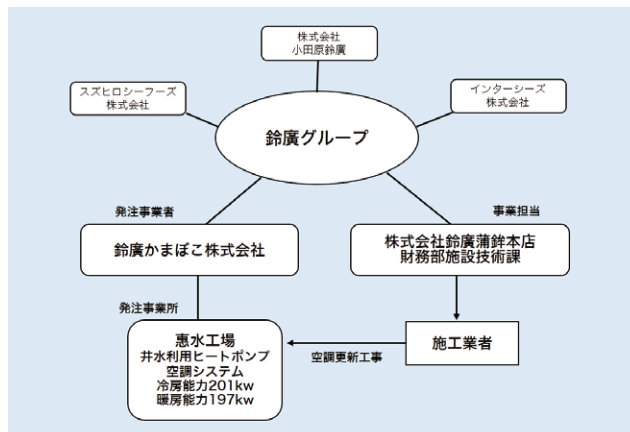 株式会社
小田原鈴廣
スズヒロシーフーズ
株式会社
インターシーズ
株式会社
鈴廣グループ
発注事業者
事業担当
鈴廣かまぼこ株式会社
株式会社鈴廣蒲鉾本店
財務部施設技術課
発注事業所
惠水工場
井水利用ヒートポンプ
空調システム
冷房能力201kw
暖房能力197kw
空調更新工事
施工業者